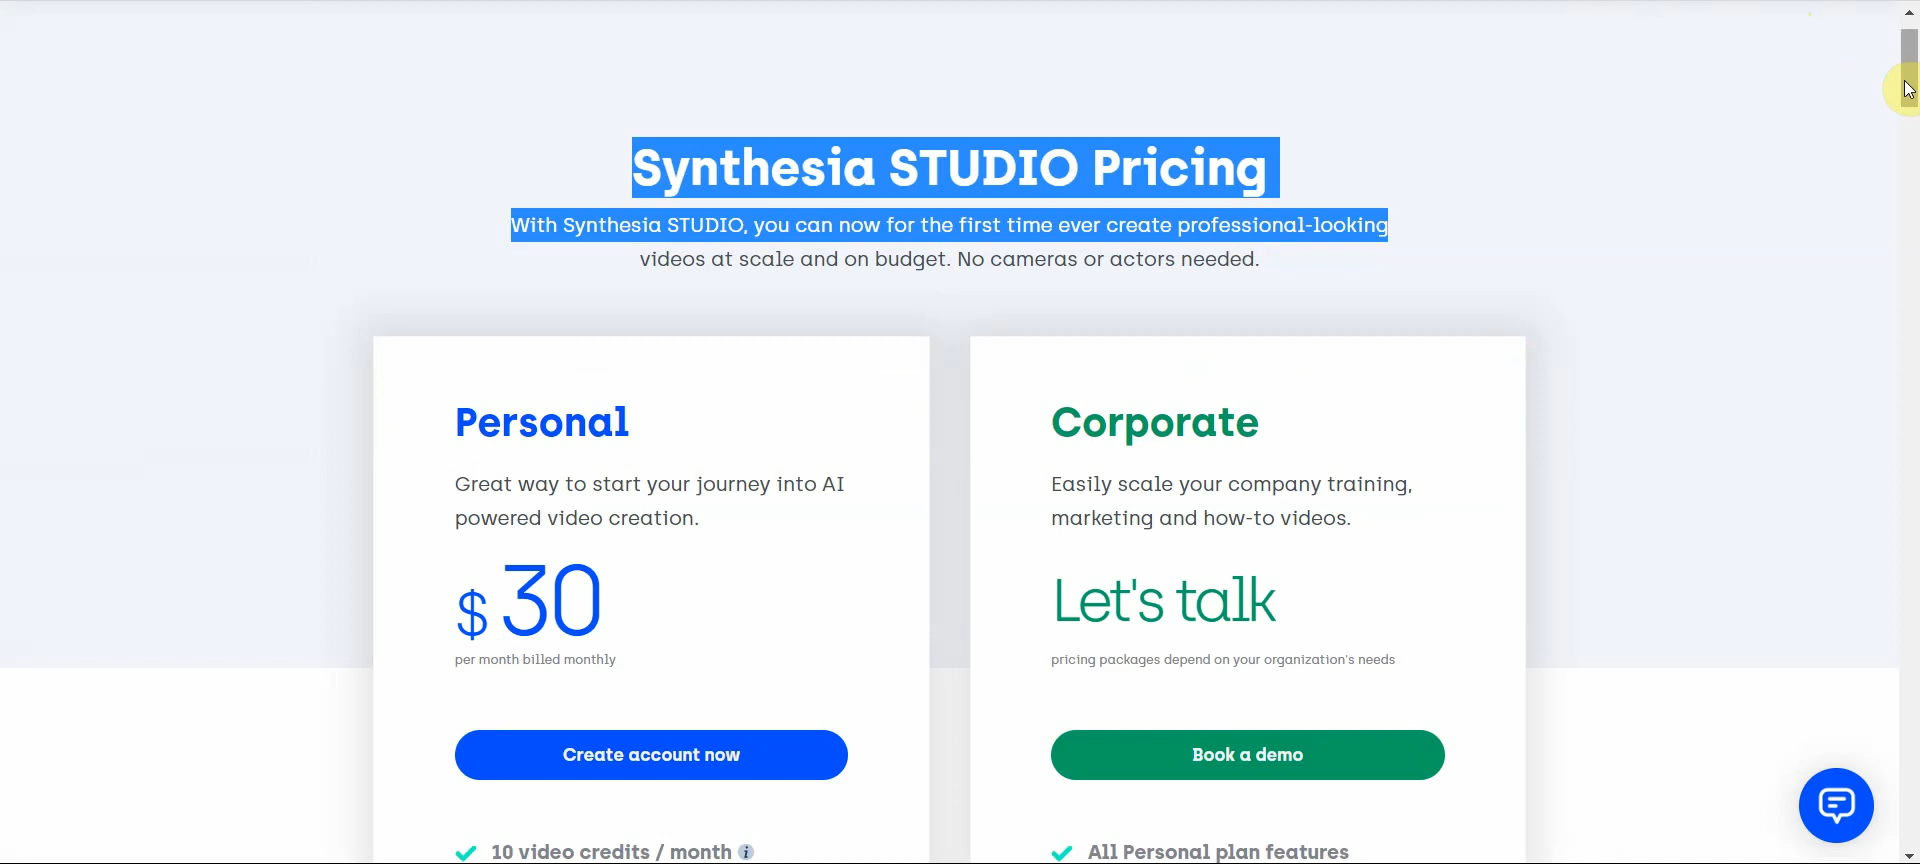 Synthesia STUDIO Pricing
With Synthesia STUDIO, you can now for the first time ever create professional-looking
videos at scale and on budget. No cameras or actors needed.
Personal
Great way to start your journey into AI
powered video creation.
$ 30
per month billed monthly
Create account now
10 video credits / month
Corporate
Easily scale your company training,
marketing and how-to videos.
Let's talk
pricing packages depend on your organization's needs
Book a demo
All Personal plan features